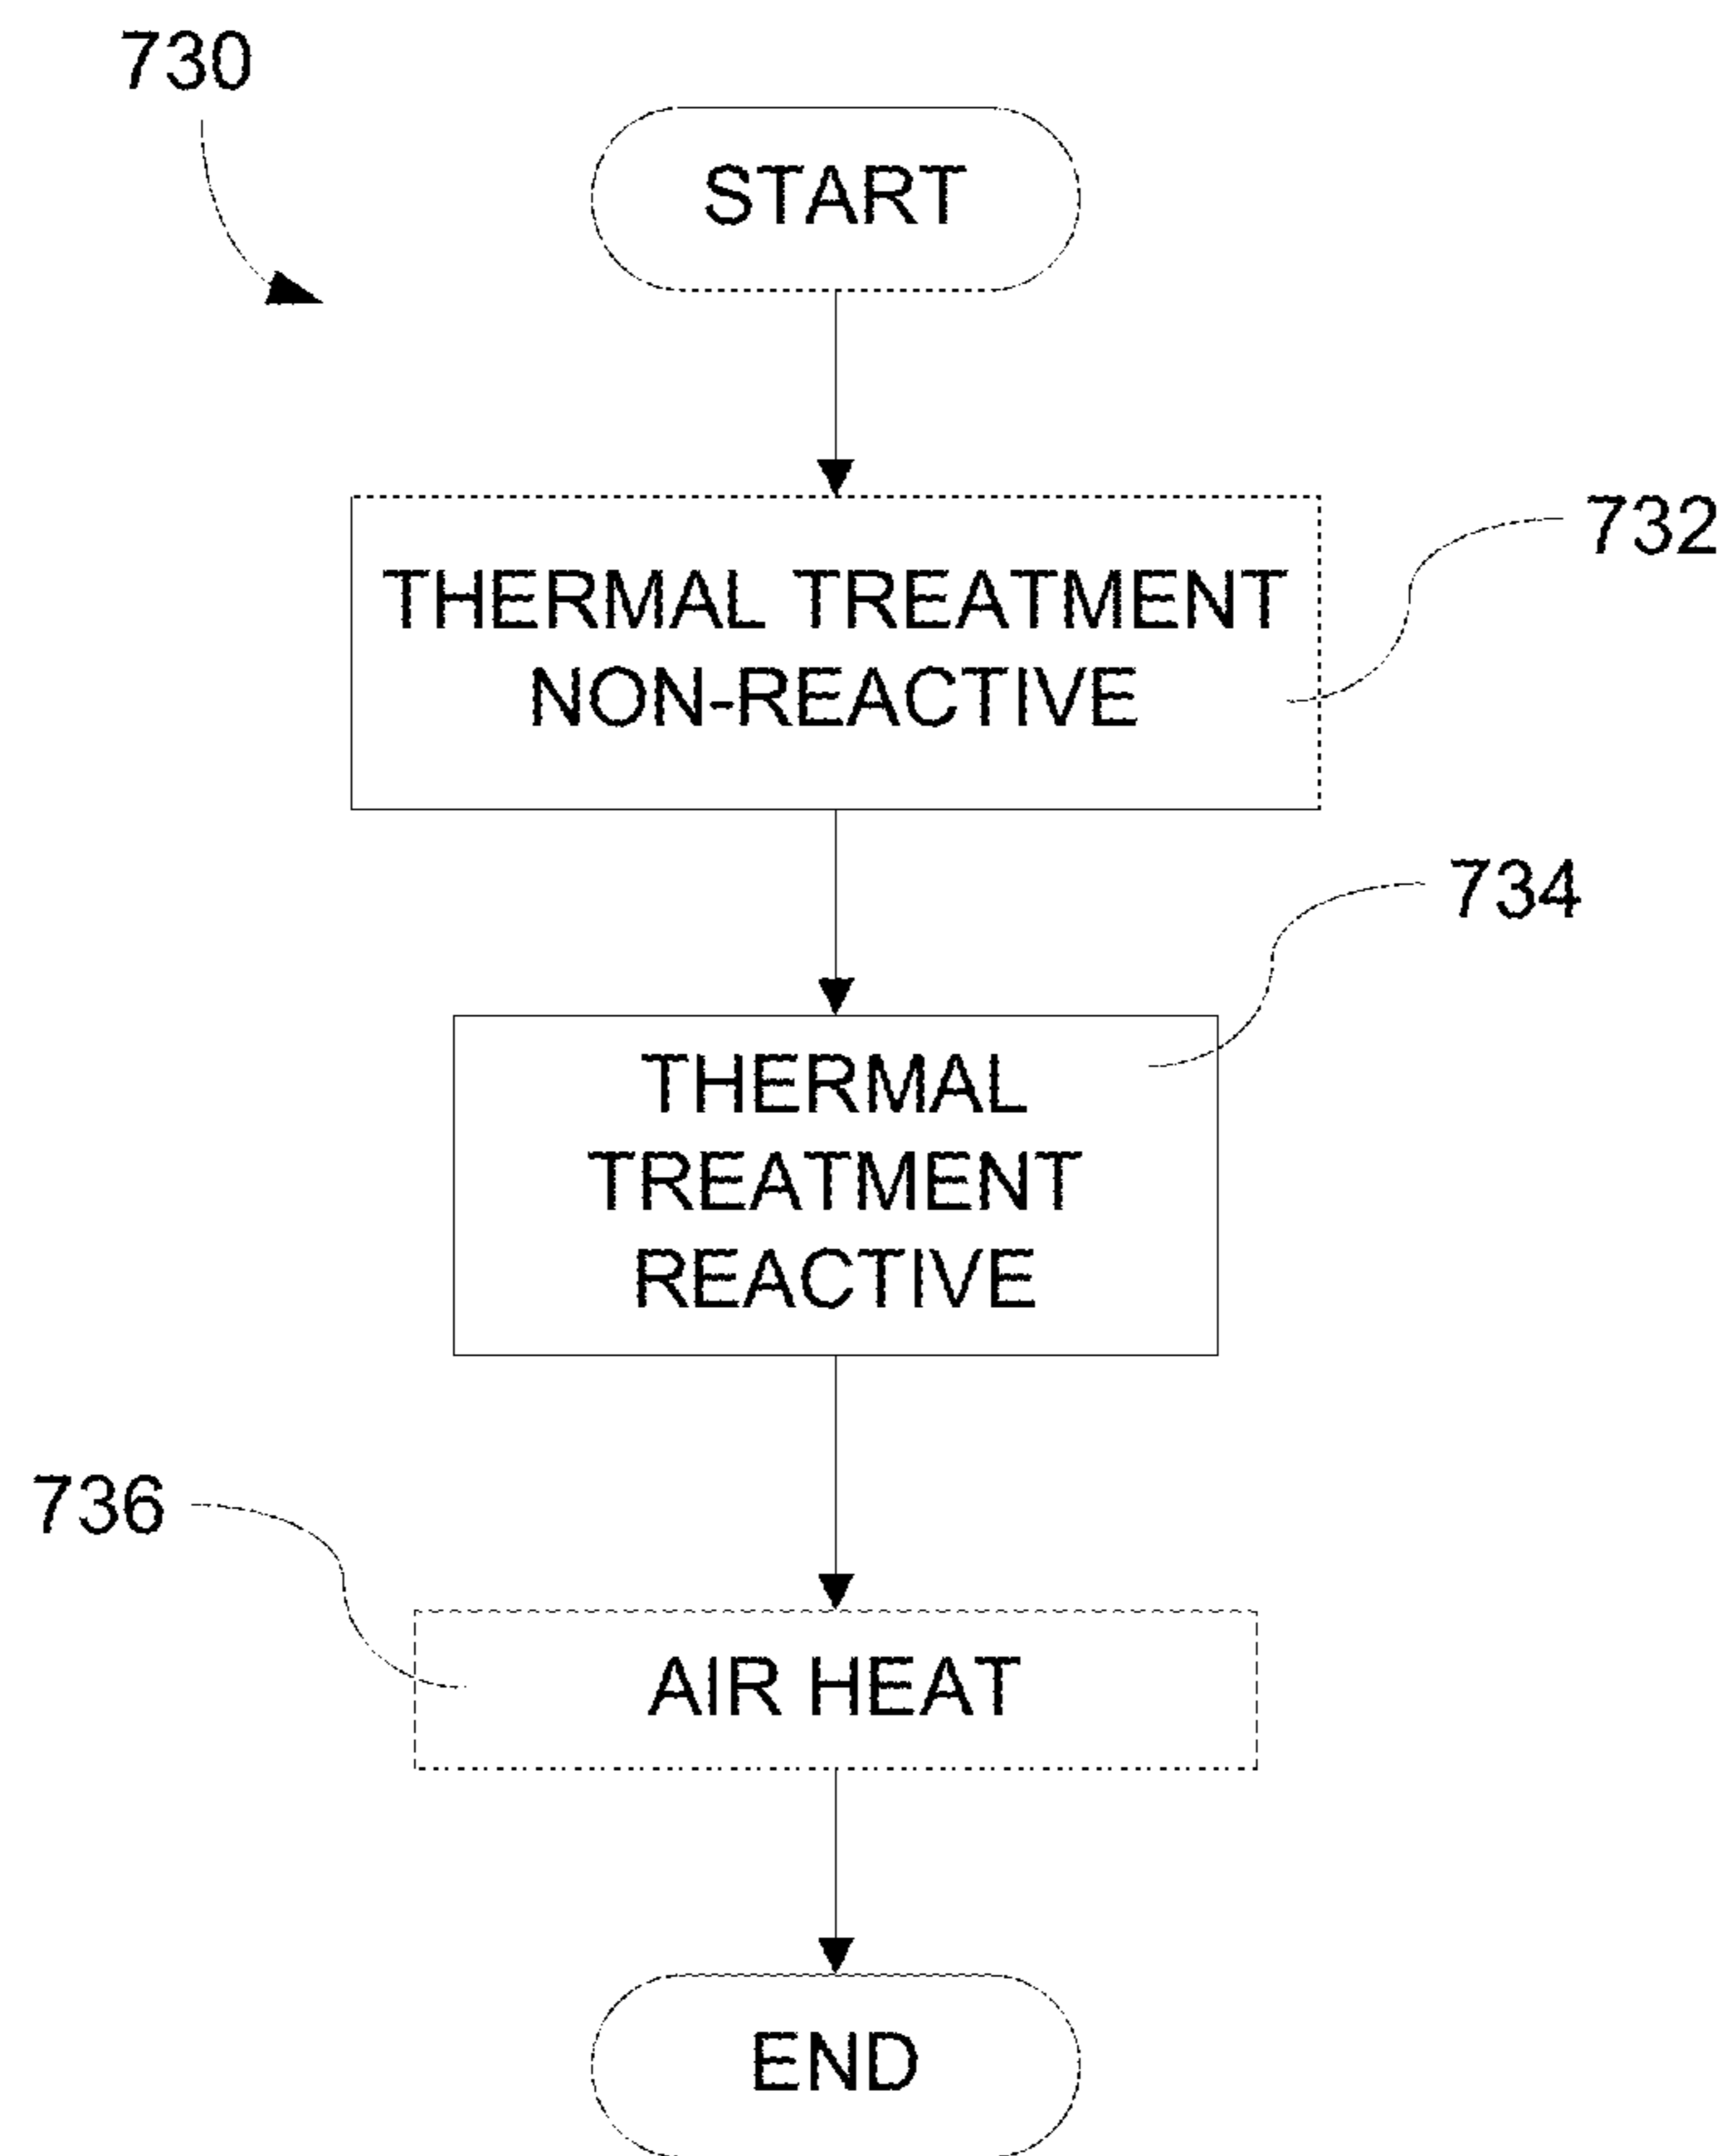 730
START
THERMAL TREATMENT
NON-REACTIVE
732
734
THERMAL
TREATMENT
REACTIVE
736
AIR HEAT
END